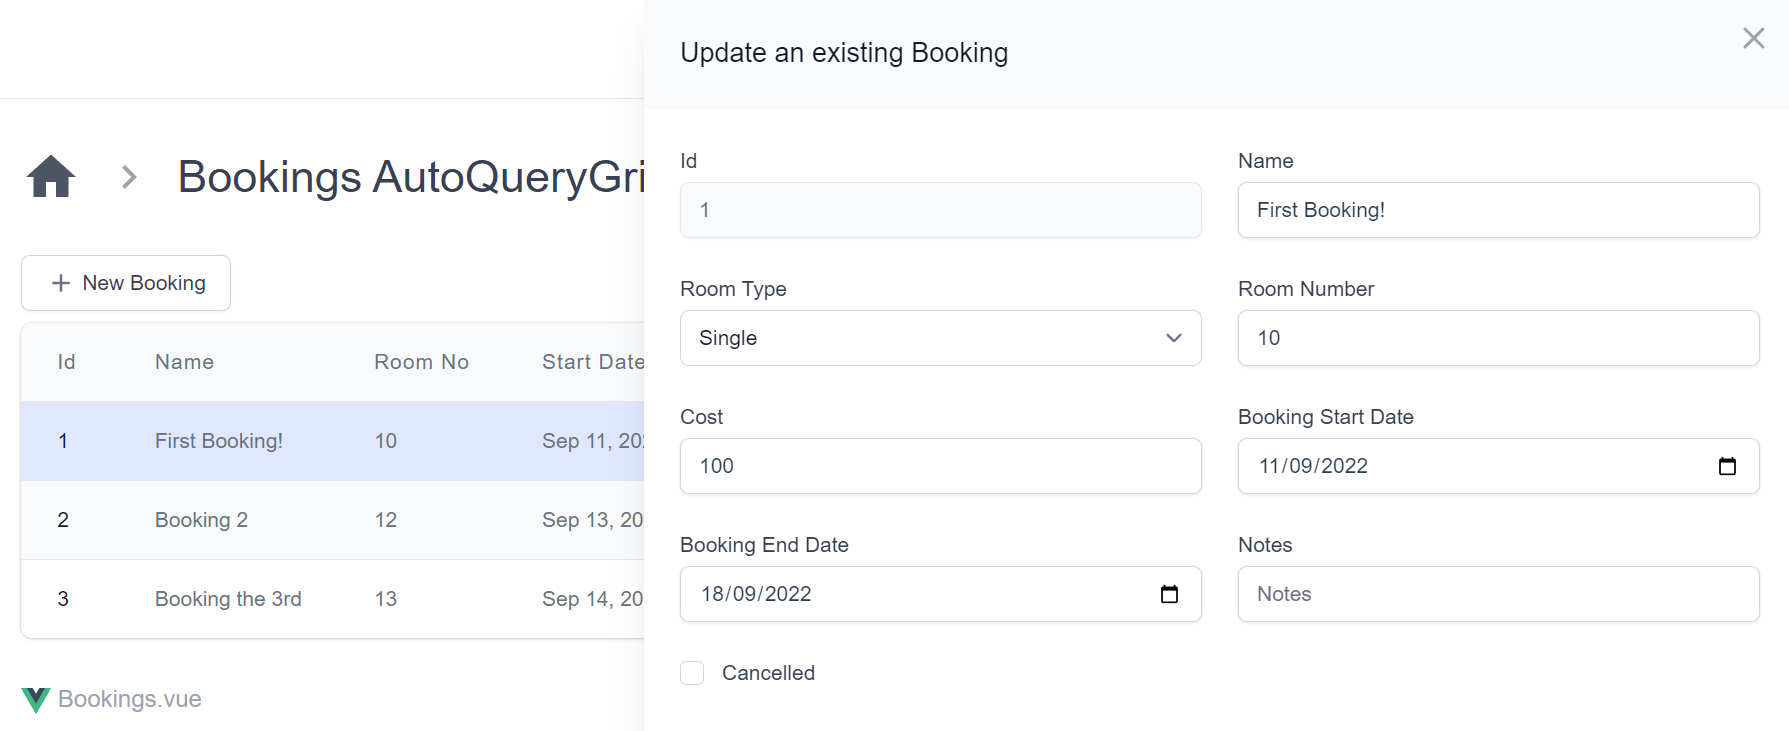 Update an existing Booking
Bookings AutoQueryGri
New Booking
Id Name Room No Start Date
1 First Booking! 10 Sep 11, 20
2 Booking 2 12 Sep 13, 20
3 Booking the 3rd 13 Sep 14, 20
Bookings.vue
Id Name
1 First Booking!
Room Type Room Number
Single 10
Cost Booking Start Date
100 11/09/2022
Booking End Date Notes
18/09/2022 Notes
Cancelled